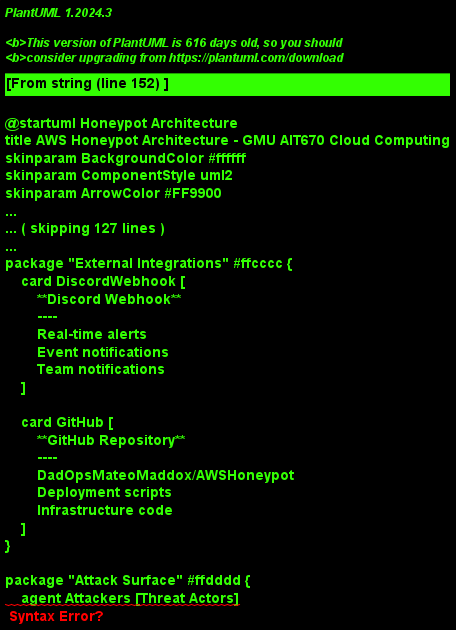 PlantUML 1.2024.3
<b>This version of PlantUML is 616 days old, so you should
<b>consider upgrading from https://plantuml.com/download
[From string (line 152) ]
@startuml Honeypot Architecture
title AWS Honeypot Architecture - GMU AIT670 Cloud Computing
skinparam BackgroundColor #ffffff
skinparam ComponentStyle uml2
skinparam ArrowColor #FF9900
...
... ( skipping 127 lines )
...
package "External Integrations" #ffcccc {
card DiscordWebhook [
**Discord Webhook**
----
Real-time alerts
Event notifications
Team notifications
]
card GitHub [
**GitHub Repository**
----
DadOpsMateoMaddox/AWSHoneypot
Deployment scripts
Infrastructure code
]
}
package "Attack Surface" #ffdddd {
agent Attackers [Threat Actors]
Syntax Error?